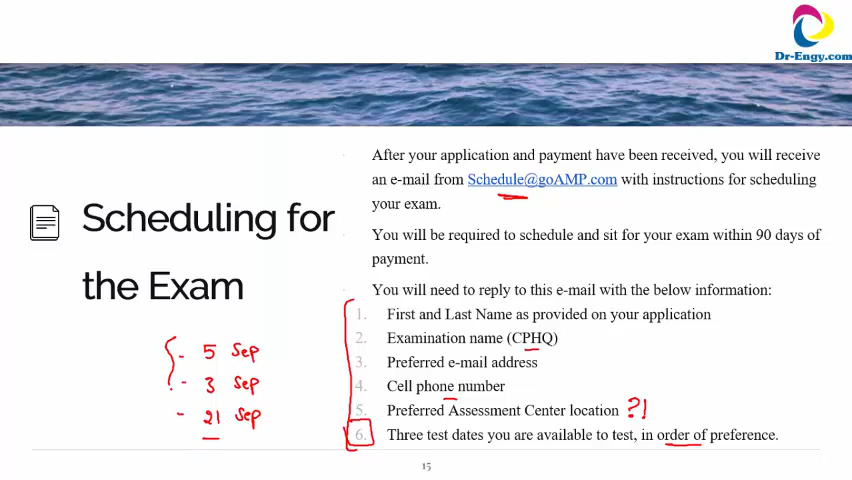 Dr-Engy.com
After your application and payment have been received, you will receive
an e-mail from Schedule@goAMP.com with instructions for scheduling
your exam.
Scheduling for
the Exam
You will be required to schedule and sit for your exam within 90 days of
payment.
You will need to reply to this e-mail with the below information:
1. First and Last Name as provided on your application
2. Examination name (CPHQ)
3. Preferred e-mail address
4. Cell phone number
5. Preferred Assessment Center location ?!
6. Three test dates you are available to test, in order of preference.
- 5 Sep
- 3 Sep
- 21 Sep
15